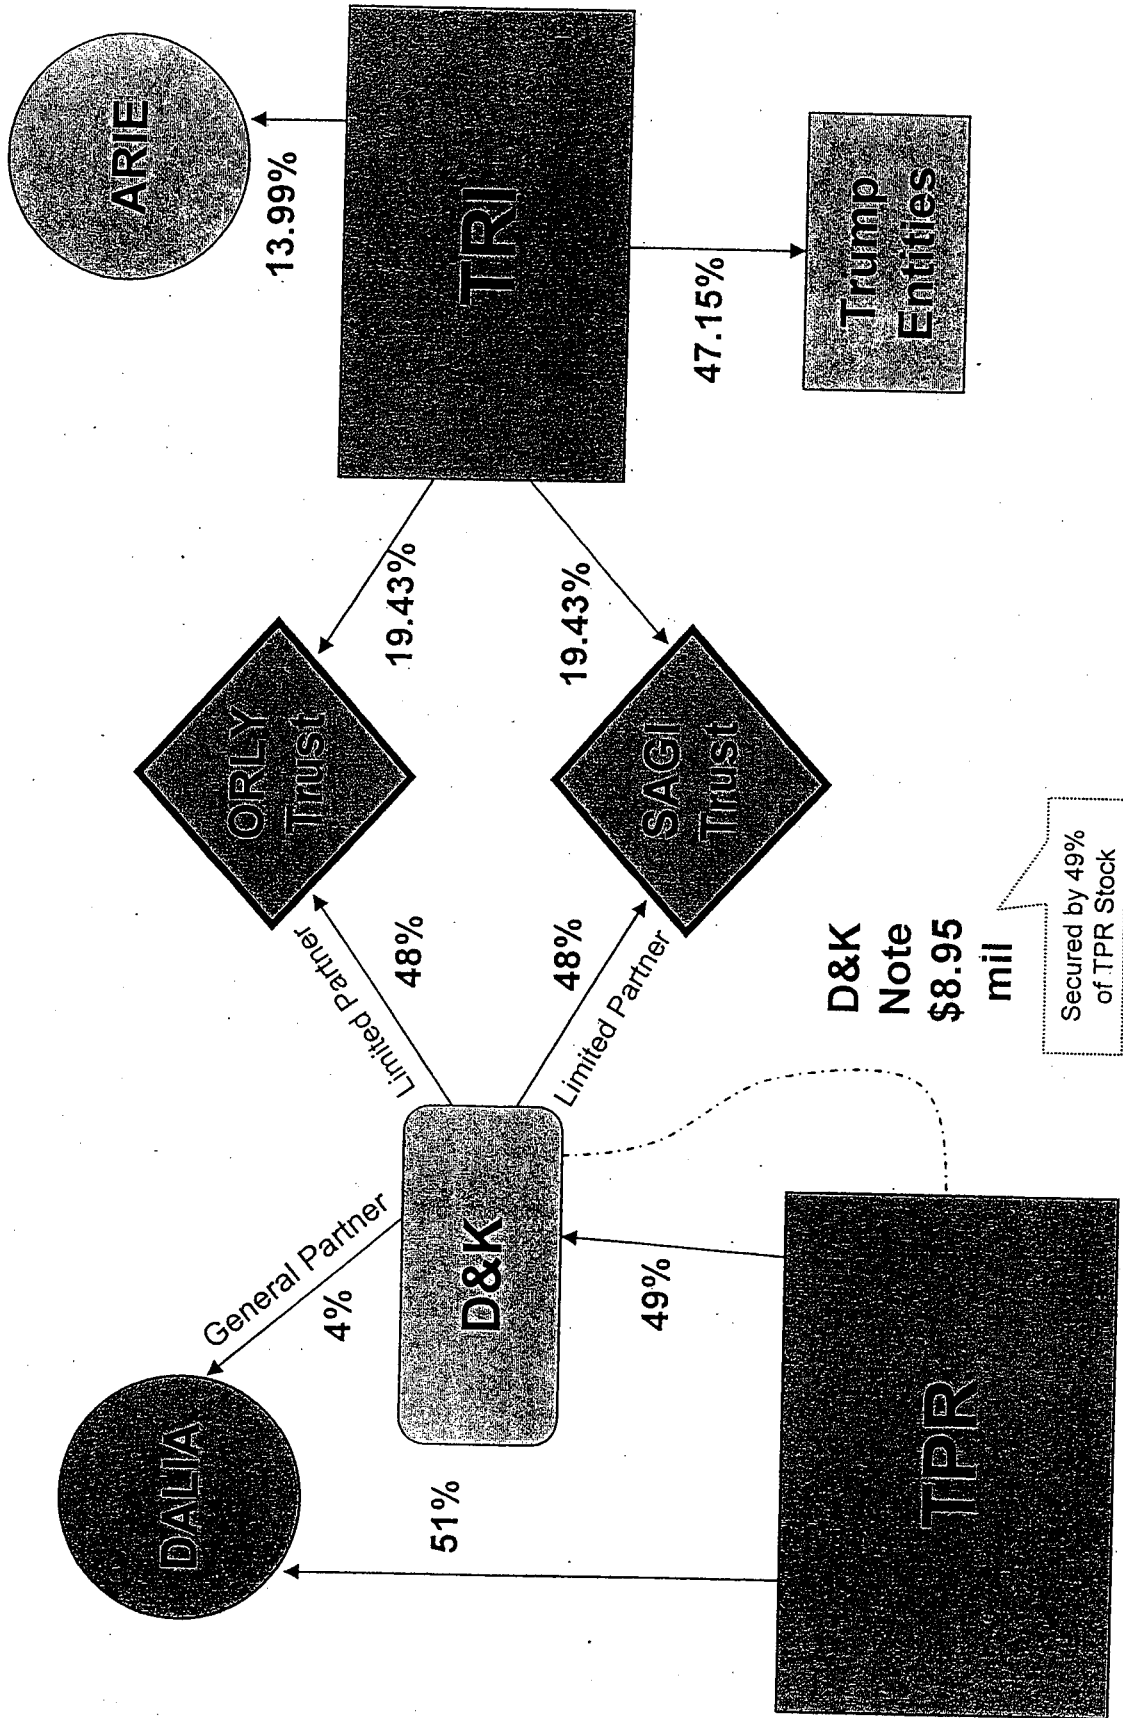 DALIA
General Partner
4%
51%
D&K
49%
TPR
Limited Partner
48%
48%
Limited Partner
D&K
Note
$8.95
mil
Secured by 49%
of TPR Stock
ORLY
Trust
SAGI
Trust
19.43%
19.43%
ARIE
13.99%
TRI
47.15%
Trump
Entities